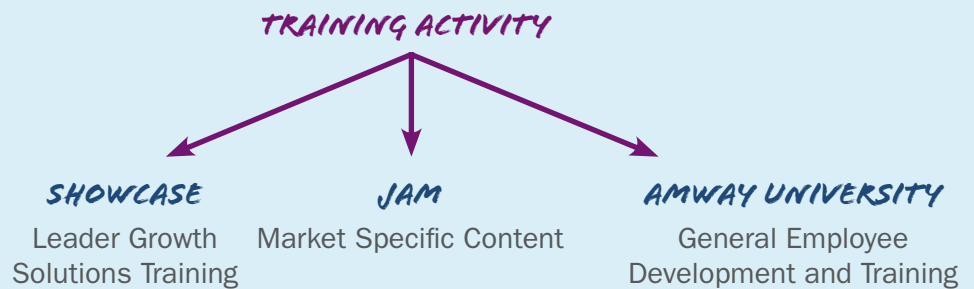 TRAINING ACTIVITY
SHOWCASE
Leader Growth
Solutions Training
JAM
Market Specific Content
AMWAY UNIVERSITY
General Employee
Development and Training